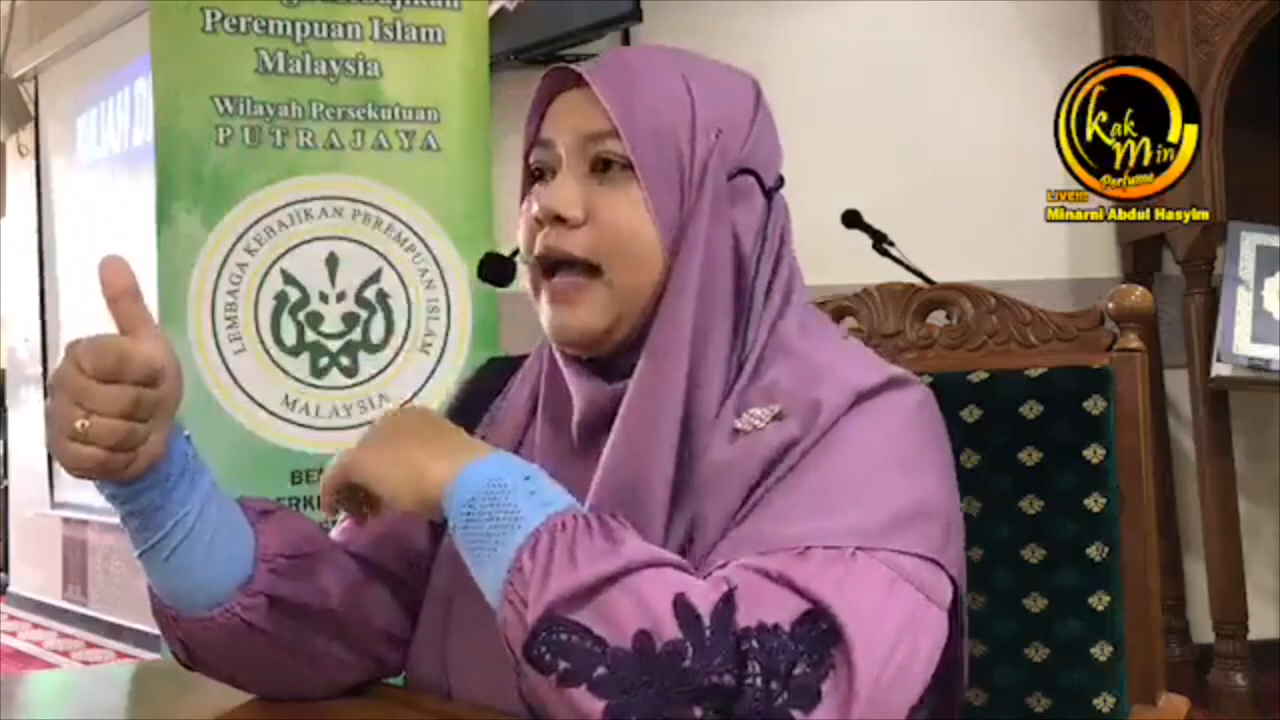 Perempuan Islam
Malaysia
Wilayah Persekutuan
PUTRAJAYA
LEMBAGA KEBAJIKAN PEREMPUAN ISLAM
MALAYSIA
Kak
Min
Perfume
LIVE!!!:
Minarni Abdul Hasyim